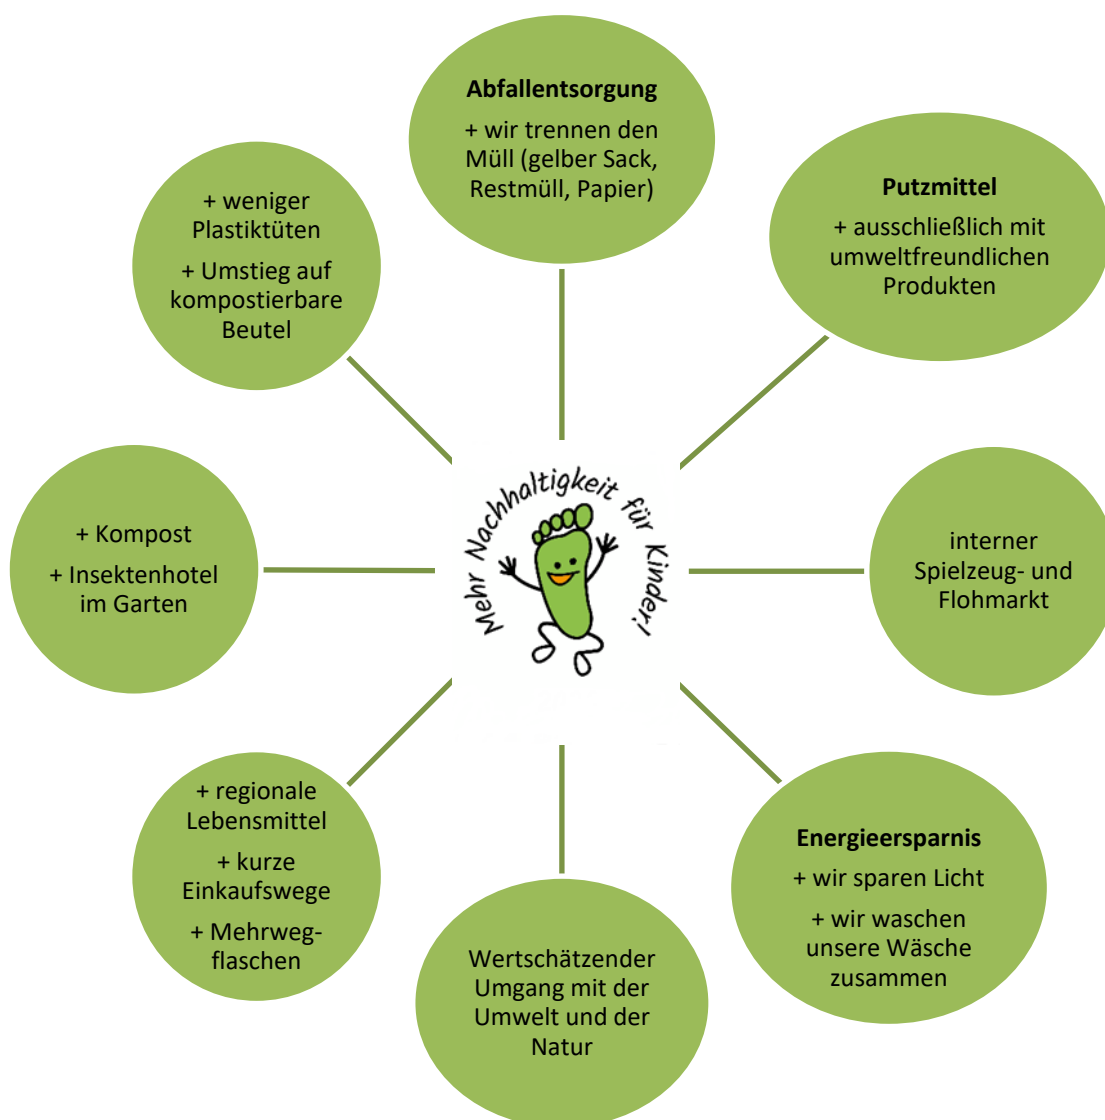 Abfallentsorgung
+ wir trennen den
Müll (gelber Sack,
Restmüll, Papier)
Putzmittel
+ ausschließlich mit
umweltfreundlichen
Produkten
interner
Spielzeug- und
Flohmarkt
Energieersparnis
+ wir sparen Licht
+ wir waschen
unsere Wäsche
zusammen
Wertschätzender
Umgang mit der
Umwelt und der
Natur
+ regionale
Lebensmittel
+ kurze
Einkaufswege
+ Mehrweg-
flaschen
+ Kompost
+ Insektenhotel
im Garten
+ weniger
Plastiktüten
+ Umstieg auf
kompostierbare
Beutel
Mehr Nachhaltigkeit für Kinder!